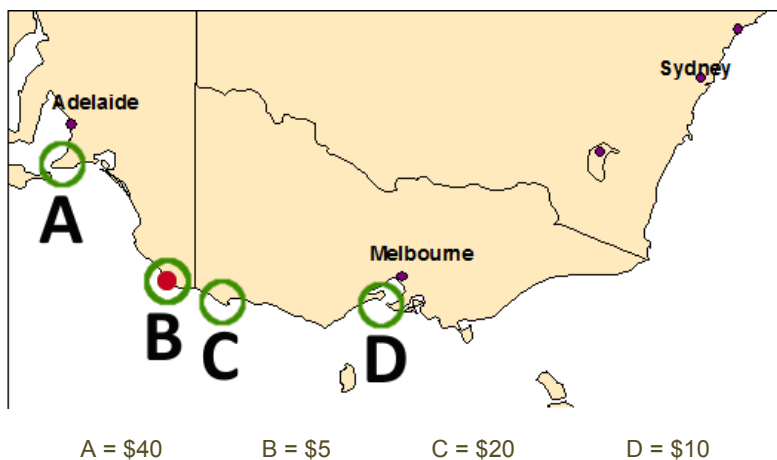 Sydney
Adelaide
A
Melbourne
B
C
D
A = $40 B = $5 C = $20 D = $10